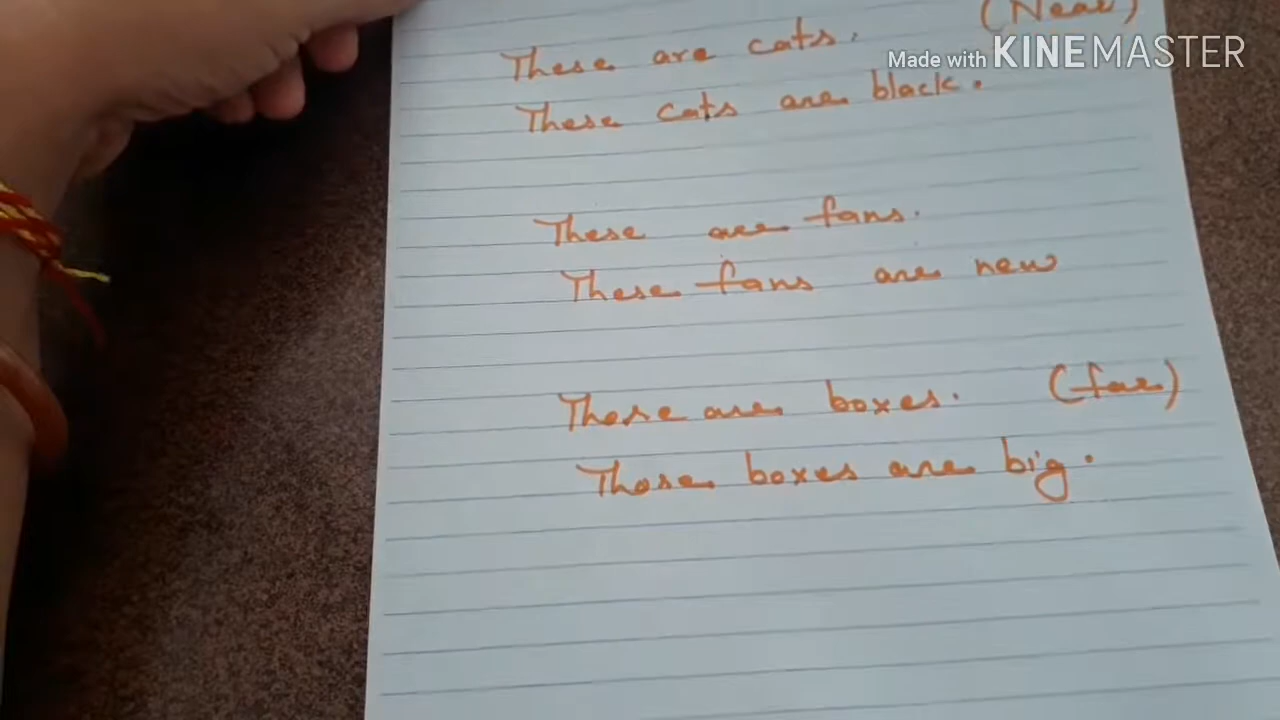 These are cats. (Near)
Made with KINEMASTER
These cats are black.
These are fans.
These fans are new
Those are boxes. (far)
Those boxes are big.